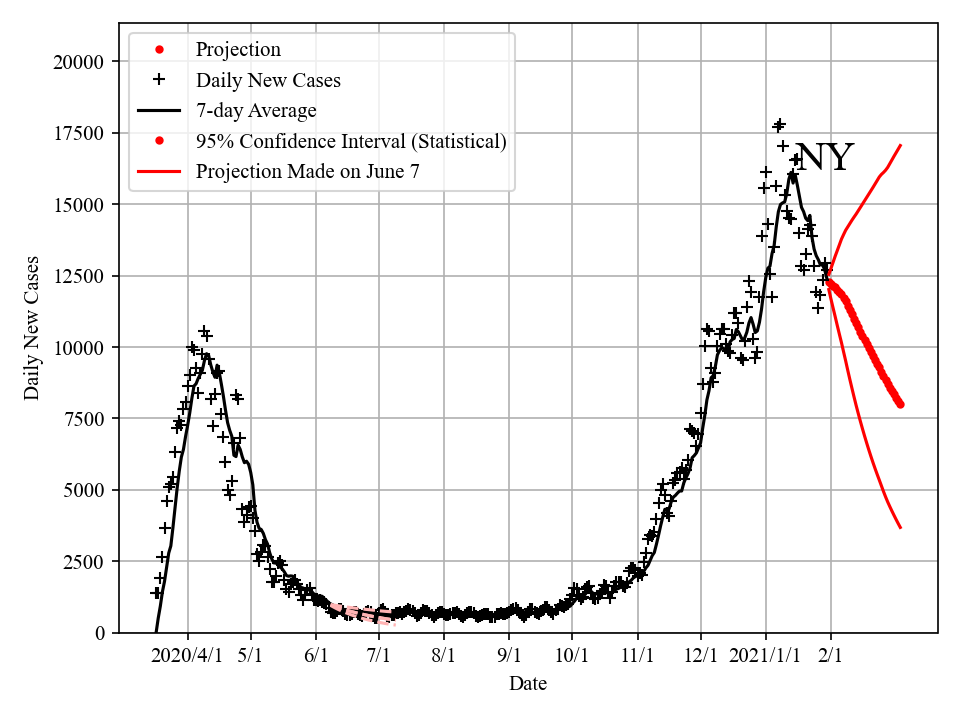 Projection
Daily New Cases
7-day Average
95% Confidence Interval (Statistical)
Projection Made on June 7
NY
20000
17500
15000
12500
10000
7500
5000
2500
0
Daily New Cases
2020/4/1 5/1 6/1 7/1 8/1 9/1 10/1 11/1 12/1 2021/1/1 2/1
Date